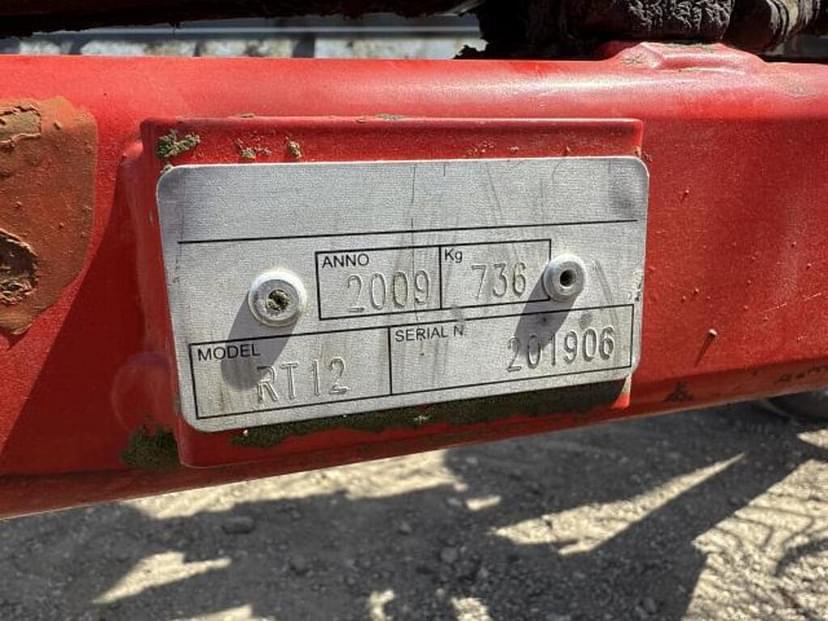 ANNO 2009 Kg 736
MODEL RT12 SERIAL N. 201906